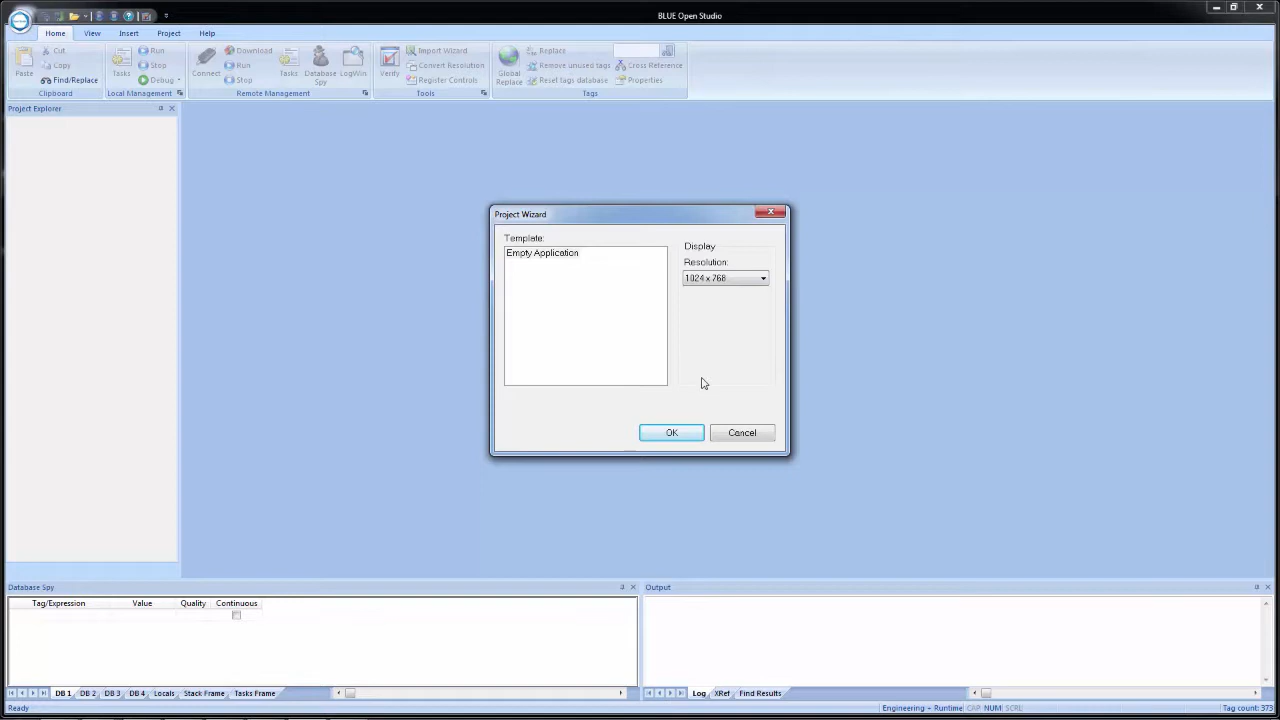 BLUE Open Studio
Home View Insert Project Help
Paste
Cut
Copy
Find/Replace
Clipboard
Tasks
Run
Stop
Debug
Local Management
Connect
Download
Run
Stop
Tasks
Database Spy
LogWin
Remote Management
Verify
Import Wizard
Convert Resolution
Register Controls
Tools
Global Replace
Replace
Remove unused tags
Reset tags database
Cross Reference
Properties
Tags
Project Explorer
Project Wizard
Template:
Empty Application
Display
Resolution:
1024 x 768
OK Cancel
Database Spy
Tag/Expression Value Quality Continuous
DB 1 DB 2 DB 3 DB 4 Locals Stack Frame Tasks Frame
Output
Log XRef Find Results
Ready
Engineering - Runtime CAP NUM SCRL Tag count: 373